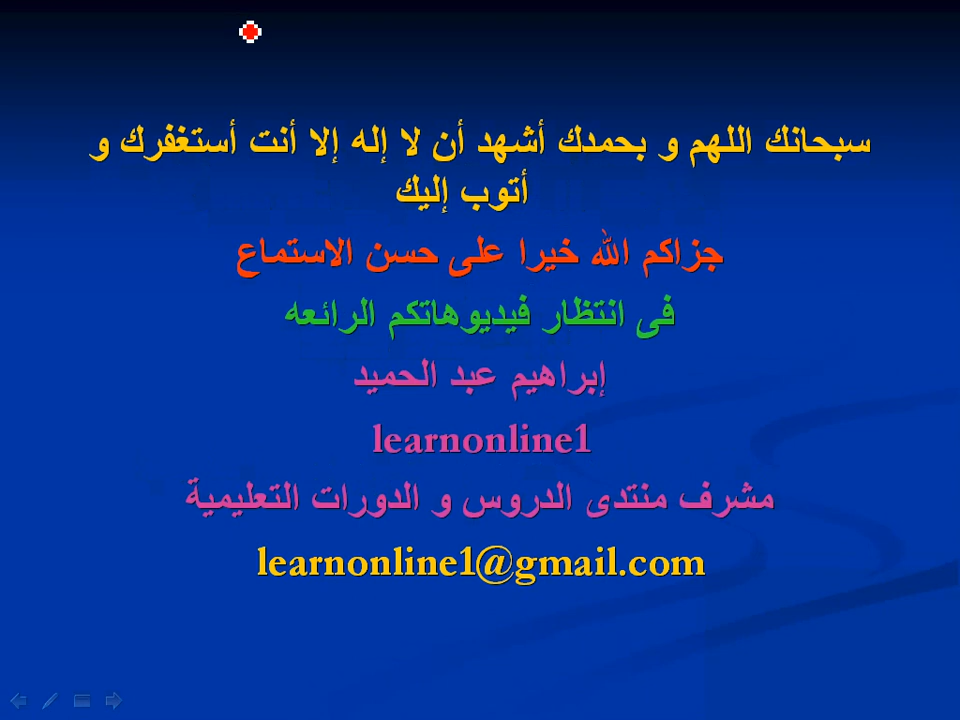 سبحانك اللهم و بحمدك أشهد أن لا إله إلا أنت أستغفرك و
أتوب إليك
جزاكم الله خيرا على حسن الاستماع
فى انتظار فيديوهاتكم الرائعه
إبراهيم عبد الحميد
learnonline1
مشرف منتدى الدروس و الدورات التعليمية
learnonline1@gmail.com